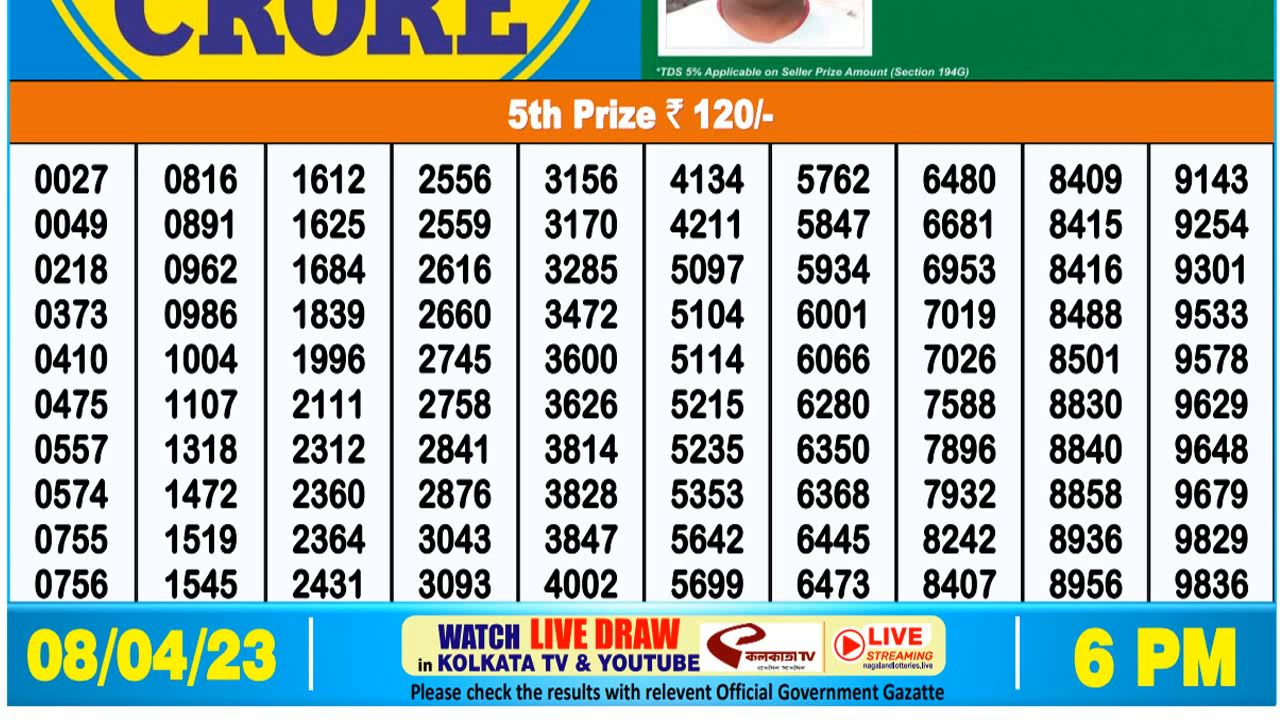 CRORE
*TDS 5% Applicable on Seller Prize Amount (Section 194G)
5th Prize ₹ 120/-
0027 0816 1612 2556 3156 4134 5762 6480 8409 9143
0049 0891 1625 2559 3170 4211 5847 6681 8415 9254
0218 0962 1684 2616 3285 5097 5934 6953 8416 9301
0373 0986 1839 2660 3472 5104 6001 7019 8488 9533
0410 1004 1996 2745 3600 5114 6066 7026 8501 9578
0475 1107 2111 2758 3626 5215 6280 7588 8830 9629
0557 1318 2312 2841 3814 5235 6350 7896 8840 9648
0574 1472 2360 2876 3828 5353 6368 7932 8858 9679
0755 1519 2364 3043 3847 5642 6445 8242 8936 9829
0756 1545 2431 3093 4002 5699 6473 8407 8956 9836
08/04/23
WATCH LIVE DRAW
in KOLKATA TV & YOUTUBE
কলকাতা TV
LIVE
STREAMING
nagalandlotteries.live
6 PM
Please check the results with relevent Official Government Gazatte